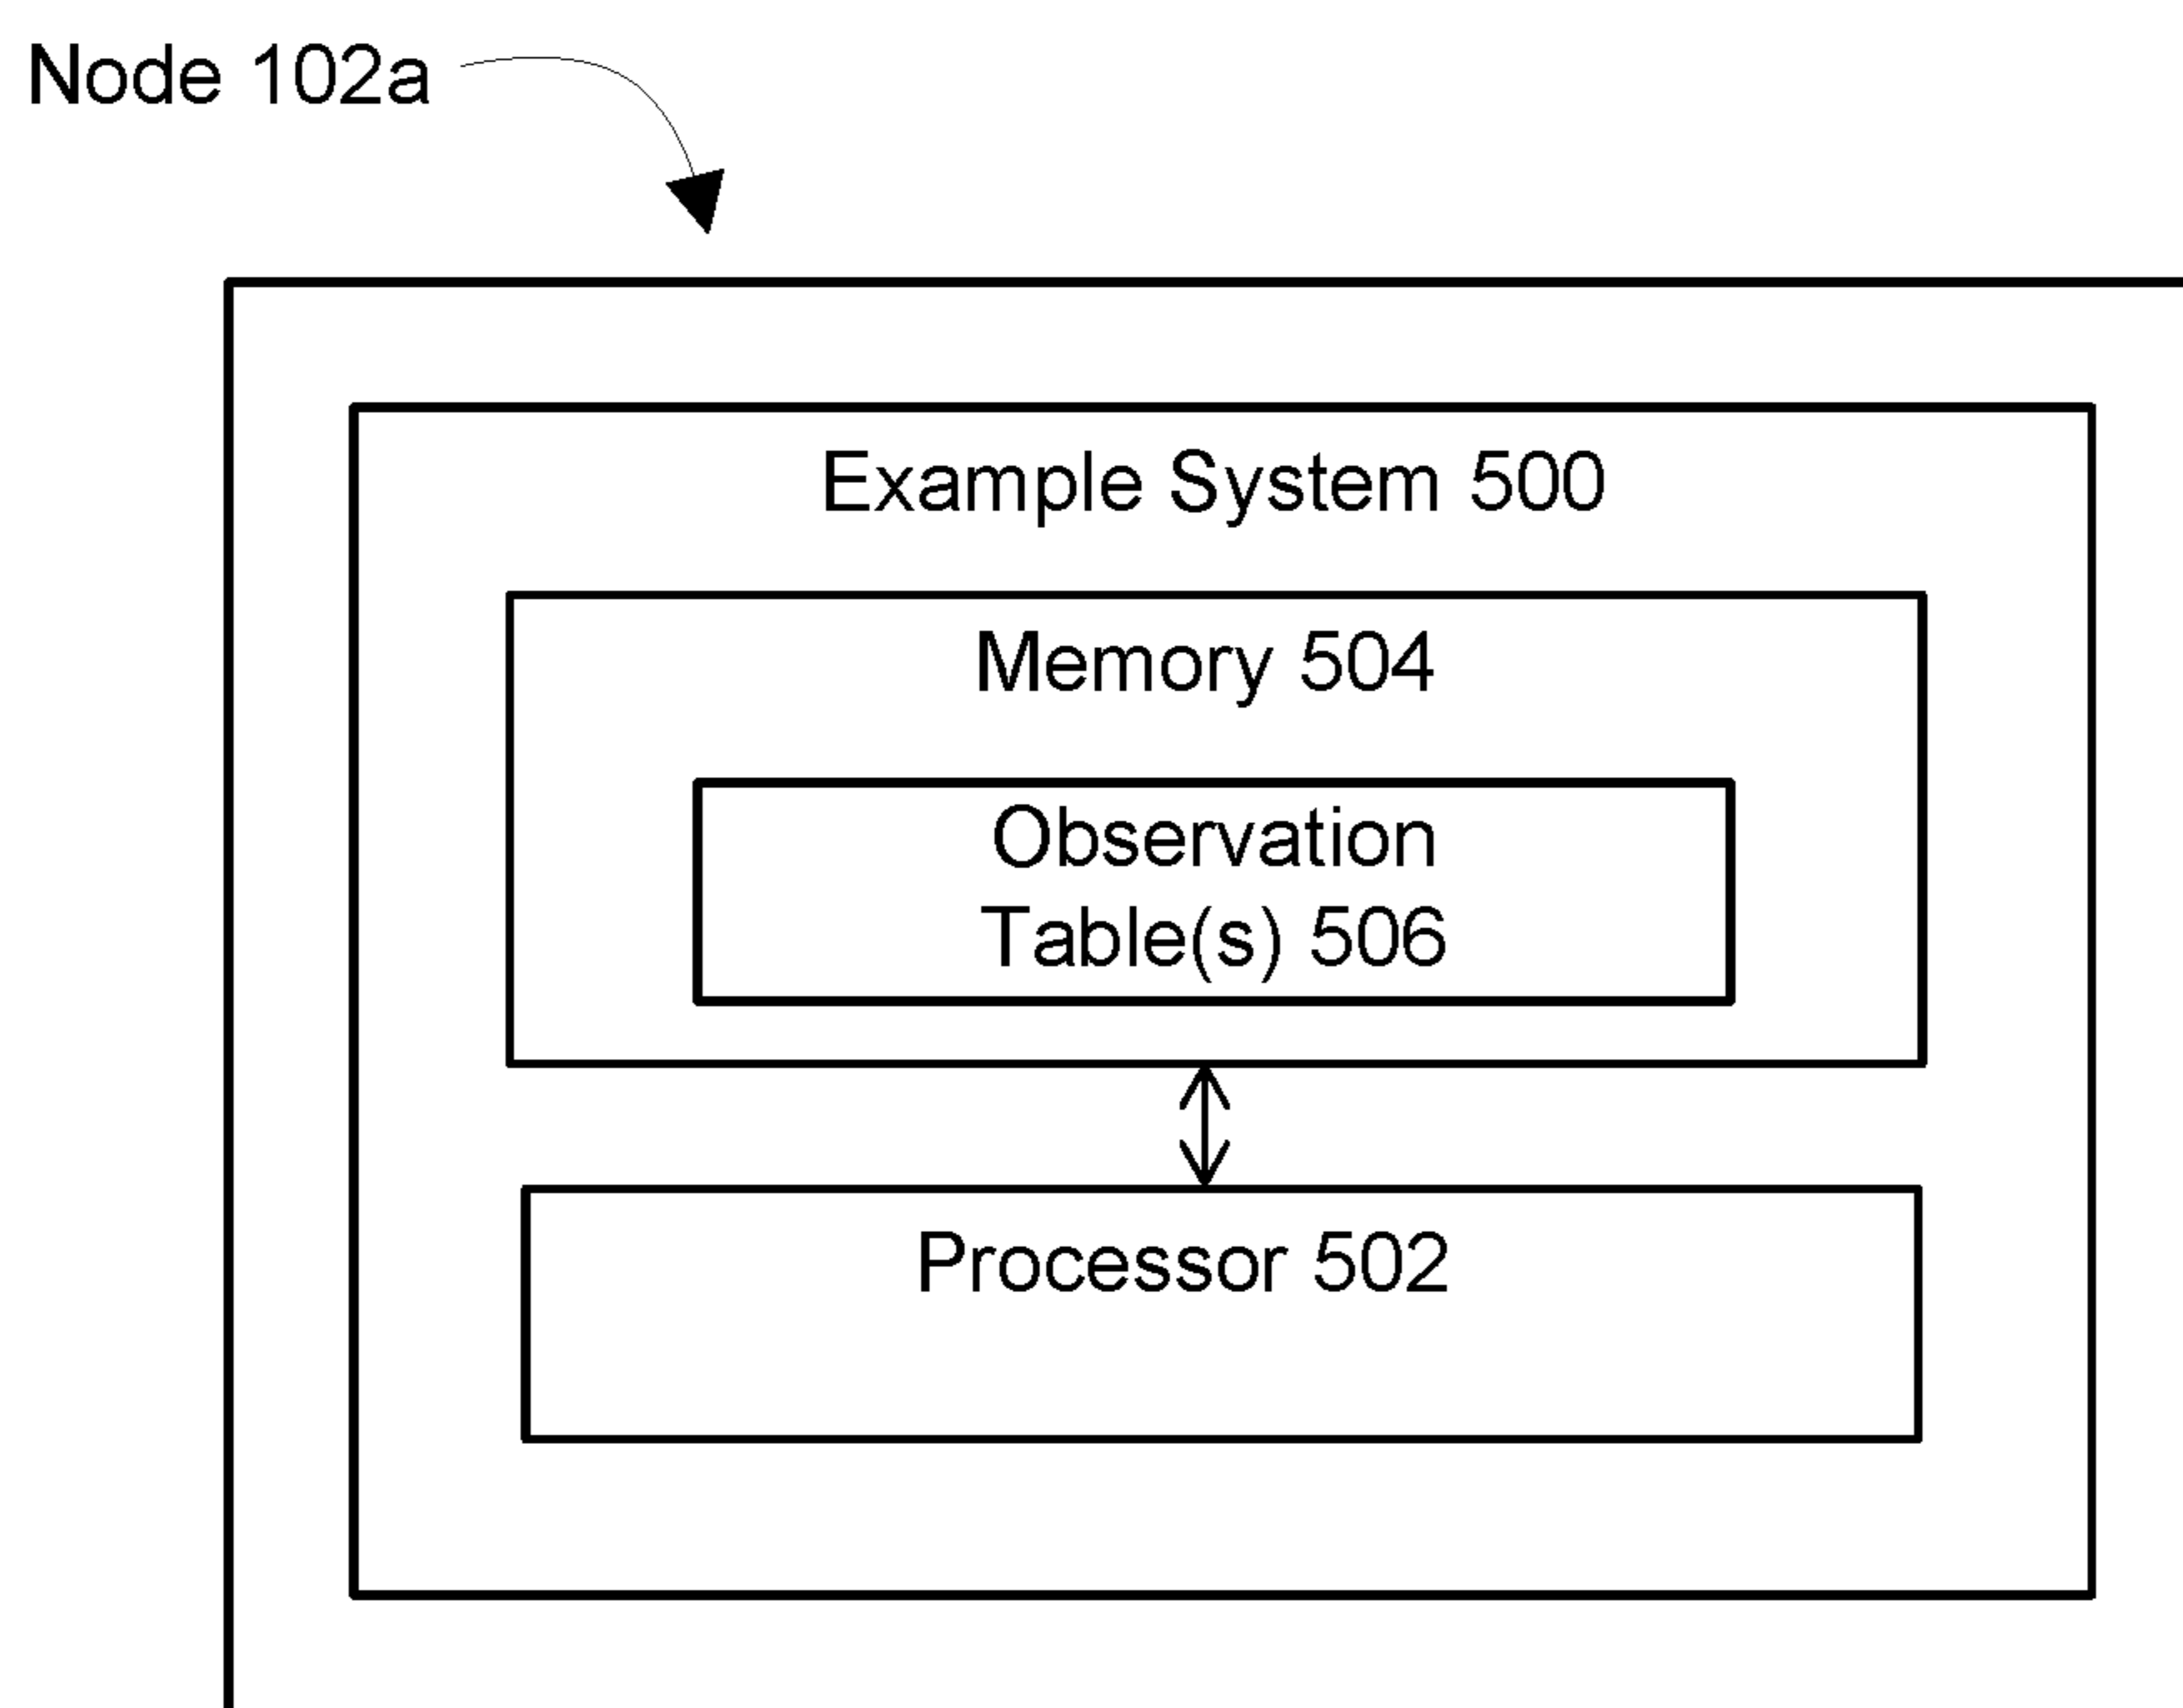 Node 102a
Example System 500
Memory 504
Observation
Table(s) 506
Processor 502